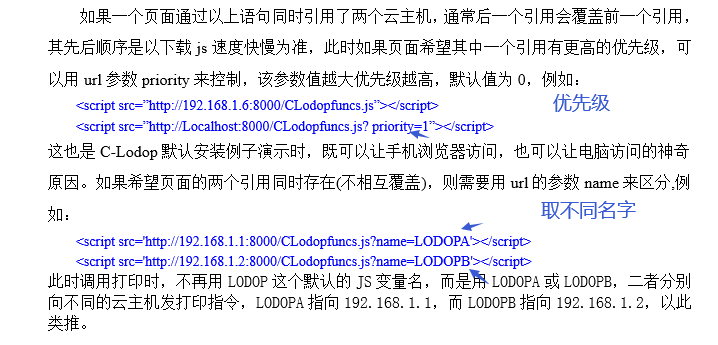 如果一个页面通过以上语句同时引用了两个云主机，通常后一个引用会覆盖前一个引用，
其先后顺序是以下载 js 速度快慢为准，此时如果页面希望其中一个引用有更高的优先级，可
以用 url 参数 priority 来控制，该参数值越大优先级越高，默认值为 0，例如：
<script src=”http://192.168.1.6:8000/CLodopfuncs.js”></script>
优先级
<script src=”http://Localhost:8000/CLodopfuncs.js? priority=1”></script>
这也是 C-Lodop 默认安装例子演示时，既可以让手机浏览器访问，也可以让电脑访问的神奇
原因。如果希望页面的两个引用同时存在(不相互覆盖)，则需要用 url 的参数 name 来区分,例
如：
取不同名字
<script src='http://192.168.1.1:8000/CLodopfuncs.js?name=LODOPA'></script>
<script src='http://192.168.1.2:8000/CLodopfuncs.js?name=LODOPB'></script>
此时调用打印时，不再用 LODOP 这个默认的 JS 变量名，而是用 LODOPA 或 LODOPB，二者分别
向不同的云主机发打印指令，LODOPA 指向 192.168.1.1，而 LODOPB 指向 192.168.1.2，以此
类推。